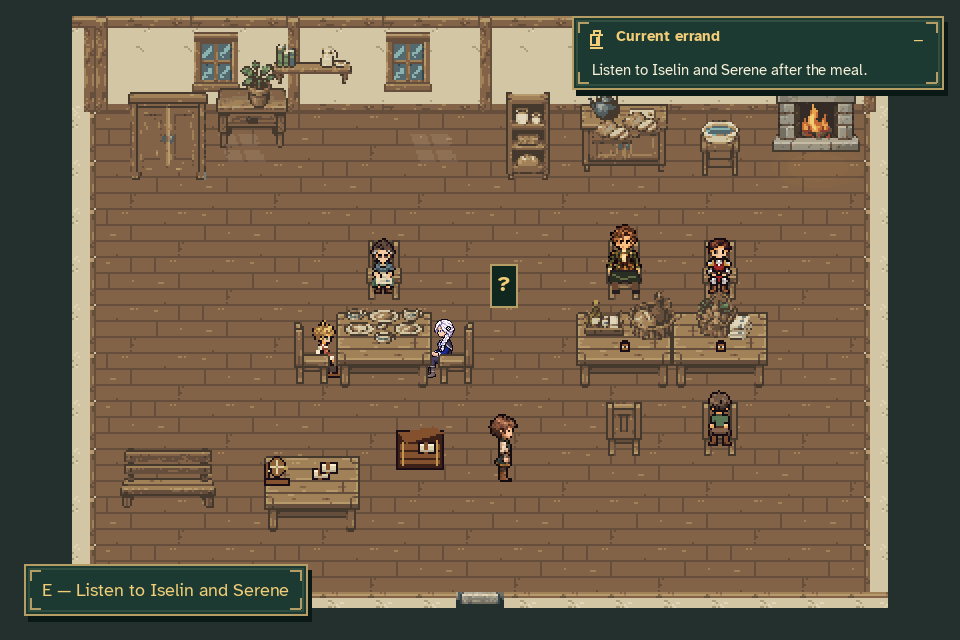 Current errand
Listen to Iselin and Serene after the meal.
?
E — Listen to Iselin and Serene